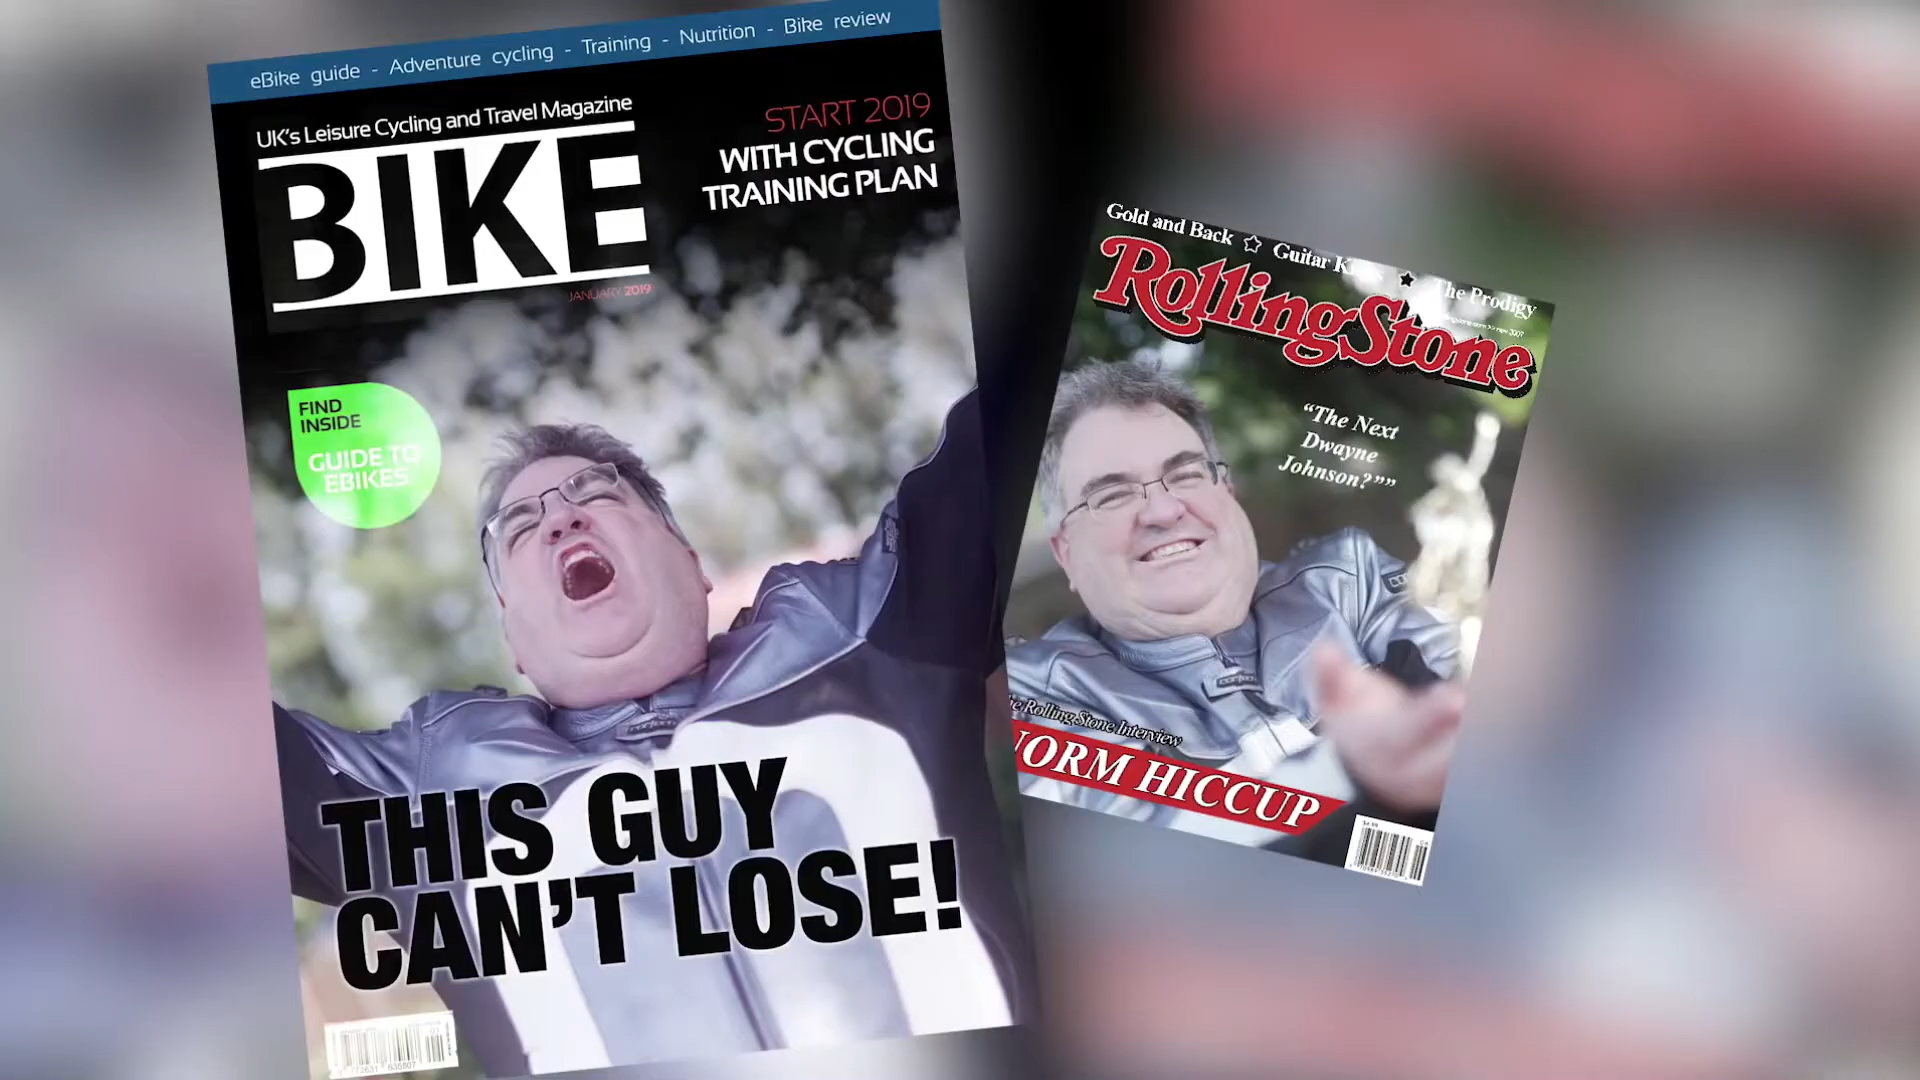 eBike guide - Adventure cycling - Training - Nutrition - Bike review
UK's Leisure Cycling and Travel Magazine
BIKE
JANUARY 2019
START 2019
WITH CYCLING
TRAINING PLAN
FIND
INSIDE
GUIDE TO
EBIKES
THIS GUY
CAN'T LOSE!
Gold and Back ☆ Guitar ★ The Prodigy
RollingStone
“The Next
Dwayne
Johnson?””
Rolling Stone Interview
ORM HICCUP